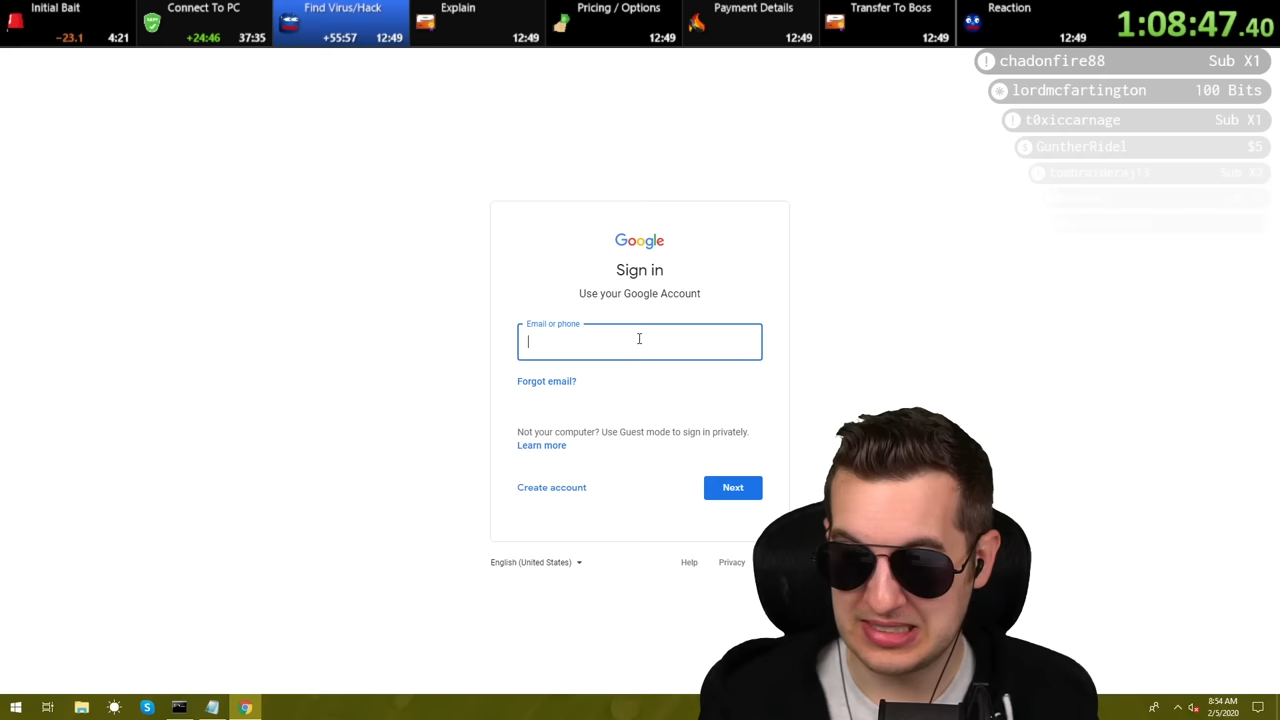 Initial Bait
-23.1 4:21
Connect To PC
+24:46 37:35
Find Virus/Hack
+55:57 12:49
Explain
12:49
Pricing / Options
12:49
Payment Details
12:49
Transfer To Boss
12:49
Reaction
12:49
1:08:47.40
chadonfire88 Sub X1
lordmcfartington 100 Bits
t0xiccarnage Sub X1
GuntherRidel $5
Google
Sign in
Use your Google Account
Email or phone
Forgot email?
Not your computer? Use Guest mode to sign in privately.
Learn more
Create account
Next
English (United States)
Help
Privacy
8:54 AM
2/5/2020